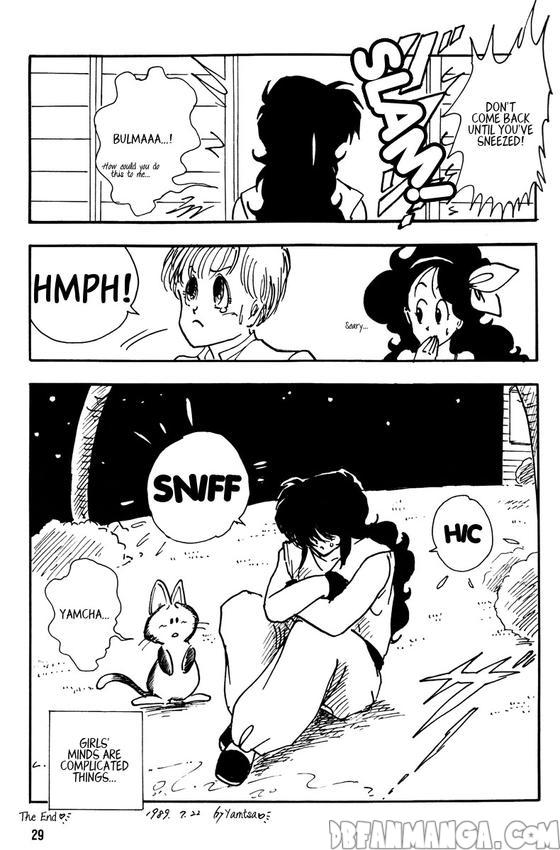 SLAM!
DON'T
COME BACK
UNTIL YOU'VE
SNEEZED!
BULMAAA...!
How could you do
this to me...
HMPH!
Scary...
SNIFF
HIC
YAMCHA...
GIRLS'
MINDS ARE
COMPLICATED
THINGS...
The End
1989. 7.22 by Yamtsa
29
DBFANMANGA.COM